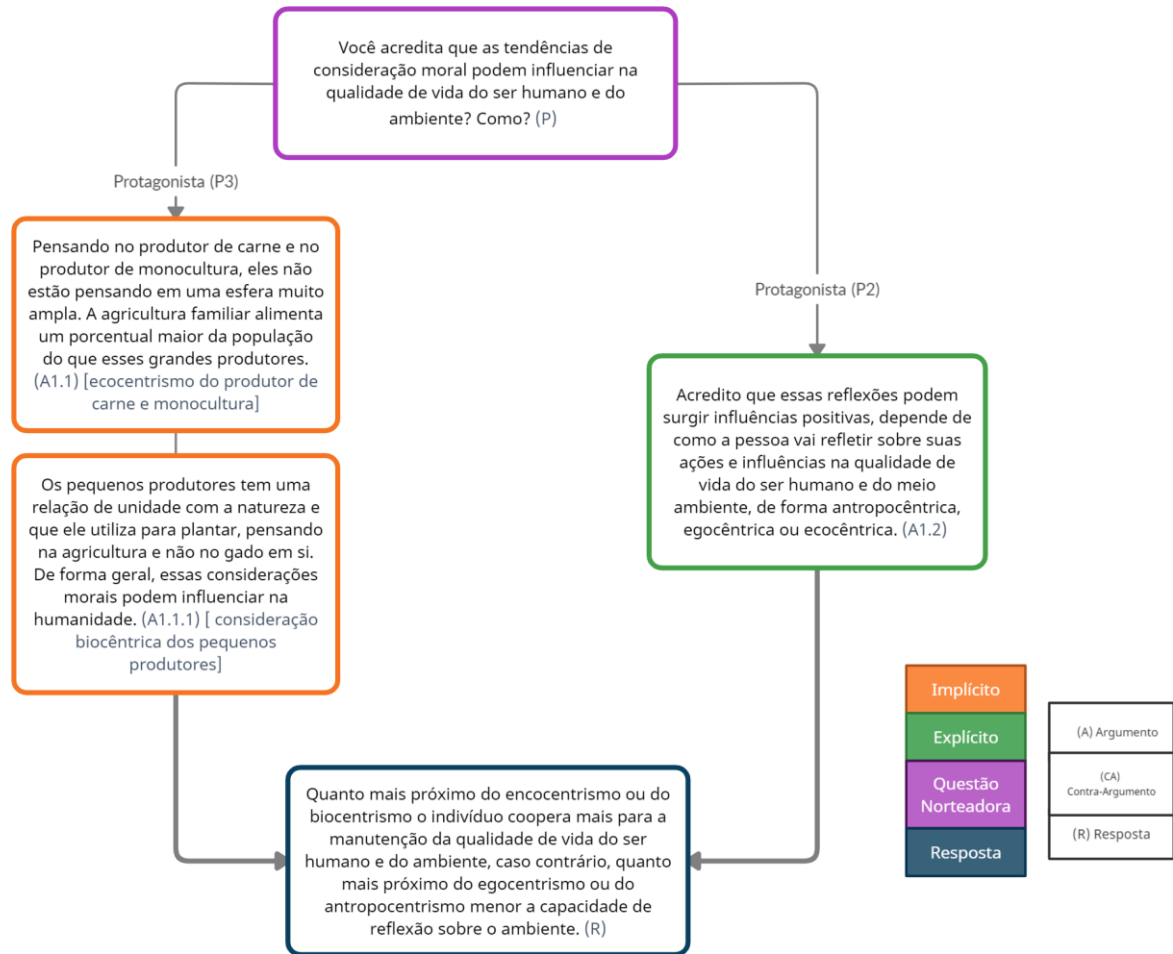 Você acredita que as tendências de
consideração moral podem influenciar na
qualidade de vida do ser humano e do
ambiente? Como? (P)
Protagonista (P3)
Pensando no produtor de carne e no
produtor de monocultura, eles não
estão pensando em uma esfera muito
ampla. A agricultura familiar alimenta
um porcentual maior da população
do que esses grandes produtores.
(A1.1) [ecocentrismo do produtor de
carne e monocultura]
Os pequenos produtores tem uma
relação de unidade com a natureza e
que ele utiliza para plantar, pensando
na agricultura e não no gado em si.
De forma geral, essas considerações
morais podem influenciar na
humanidade. (A1.1.1) [ consideração
biocêntrica dos pequenos
produtores]
Protagonista (P2)
Acredito que essas reflexões podem
surgir influências positivas, depende de
como a pessoa vai refletir sobre suas
ações e influências na qualidade de
vida do ser humano e do meio
ambiente, de forma antropocêntrica,
egocêntrica ou ecocêntrica. (A1.2)
Quanto mais próximo do encocentrismo ou do
biocentrismo o indivíduo coopera mais para a
manutenção da qualidade de vida do ser
humano e do ambiente, caso contrário, quanto
mais próximo do egocentrismo ou do
antropocentrismo menor a capacidade de
reflexão sobre o ambiente. (R)
Implícito
Explícito
Questão
Norteadora
Resposta
(A) Argumento
(CA)
Contra-Argumento
(R) Resposta